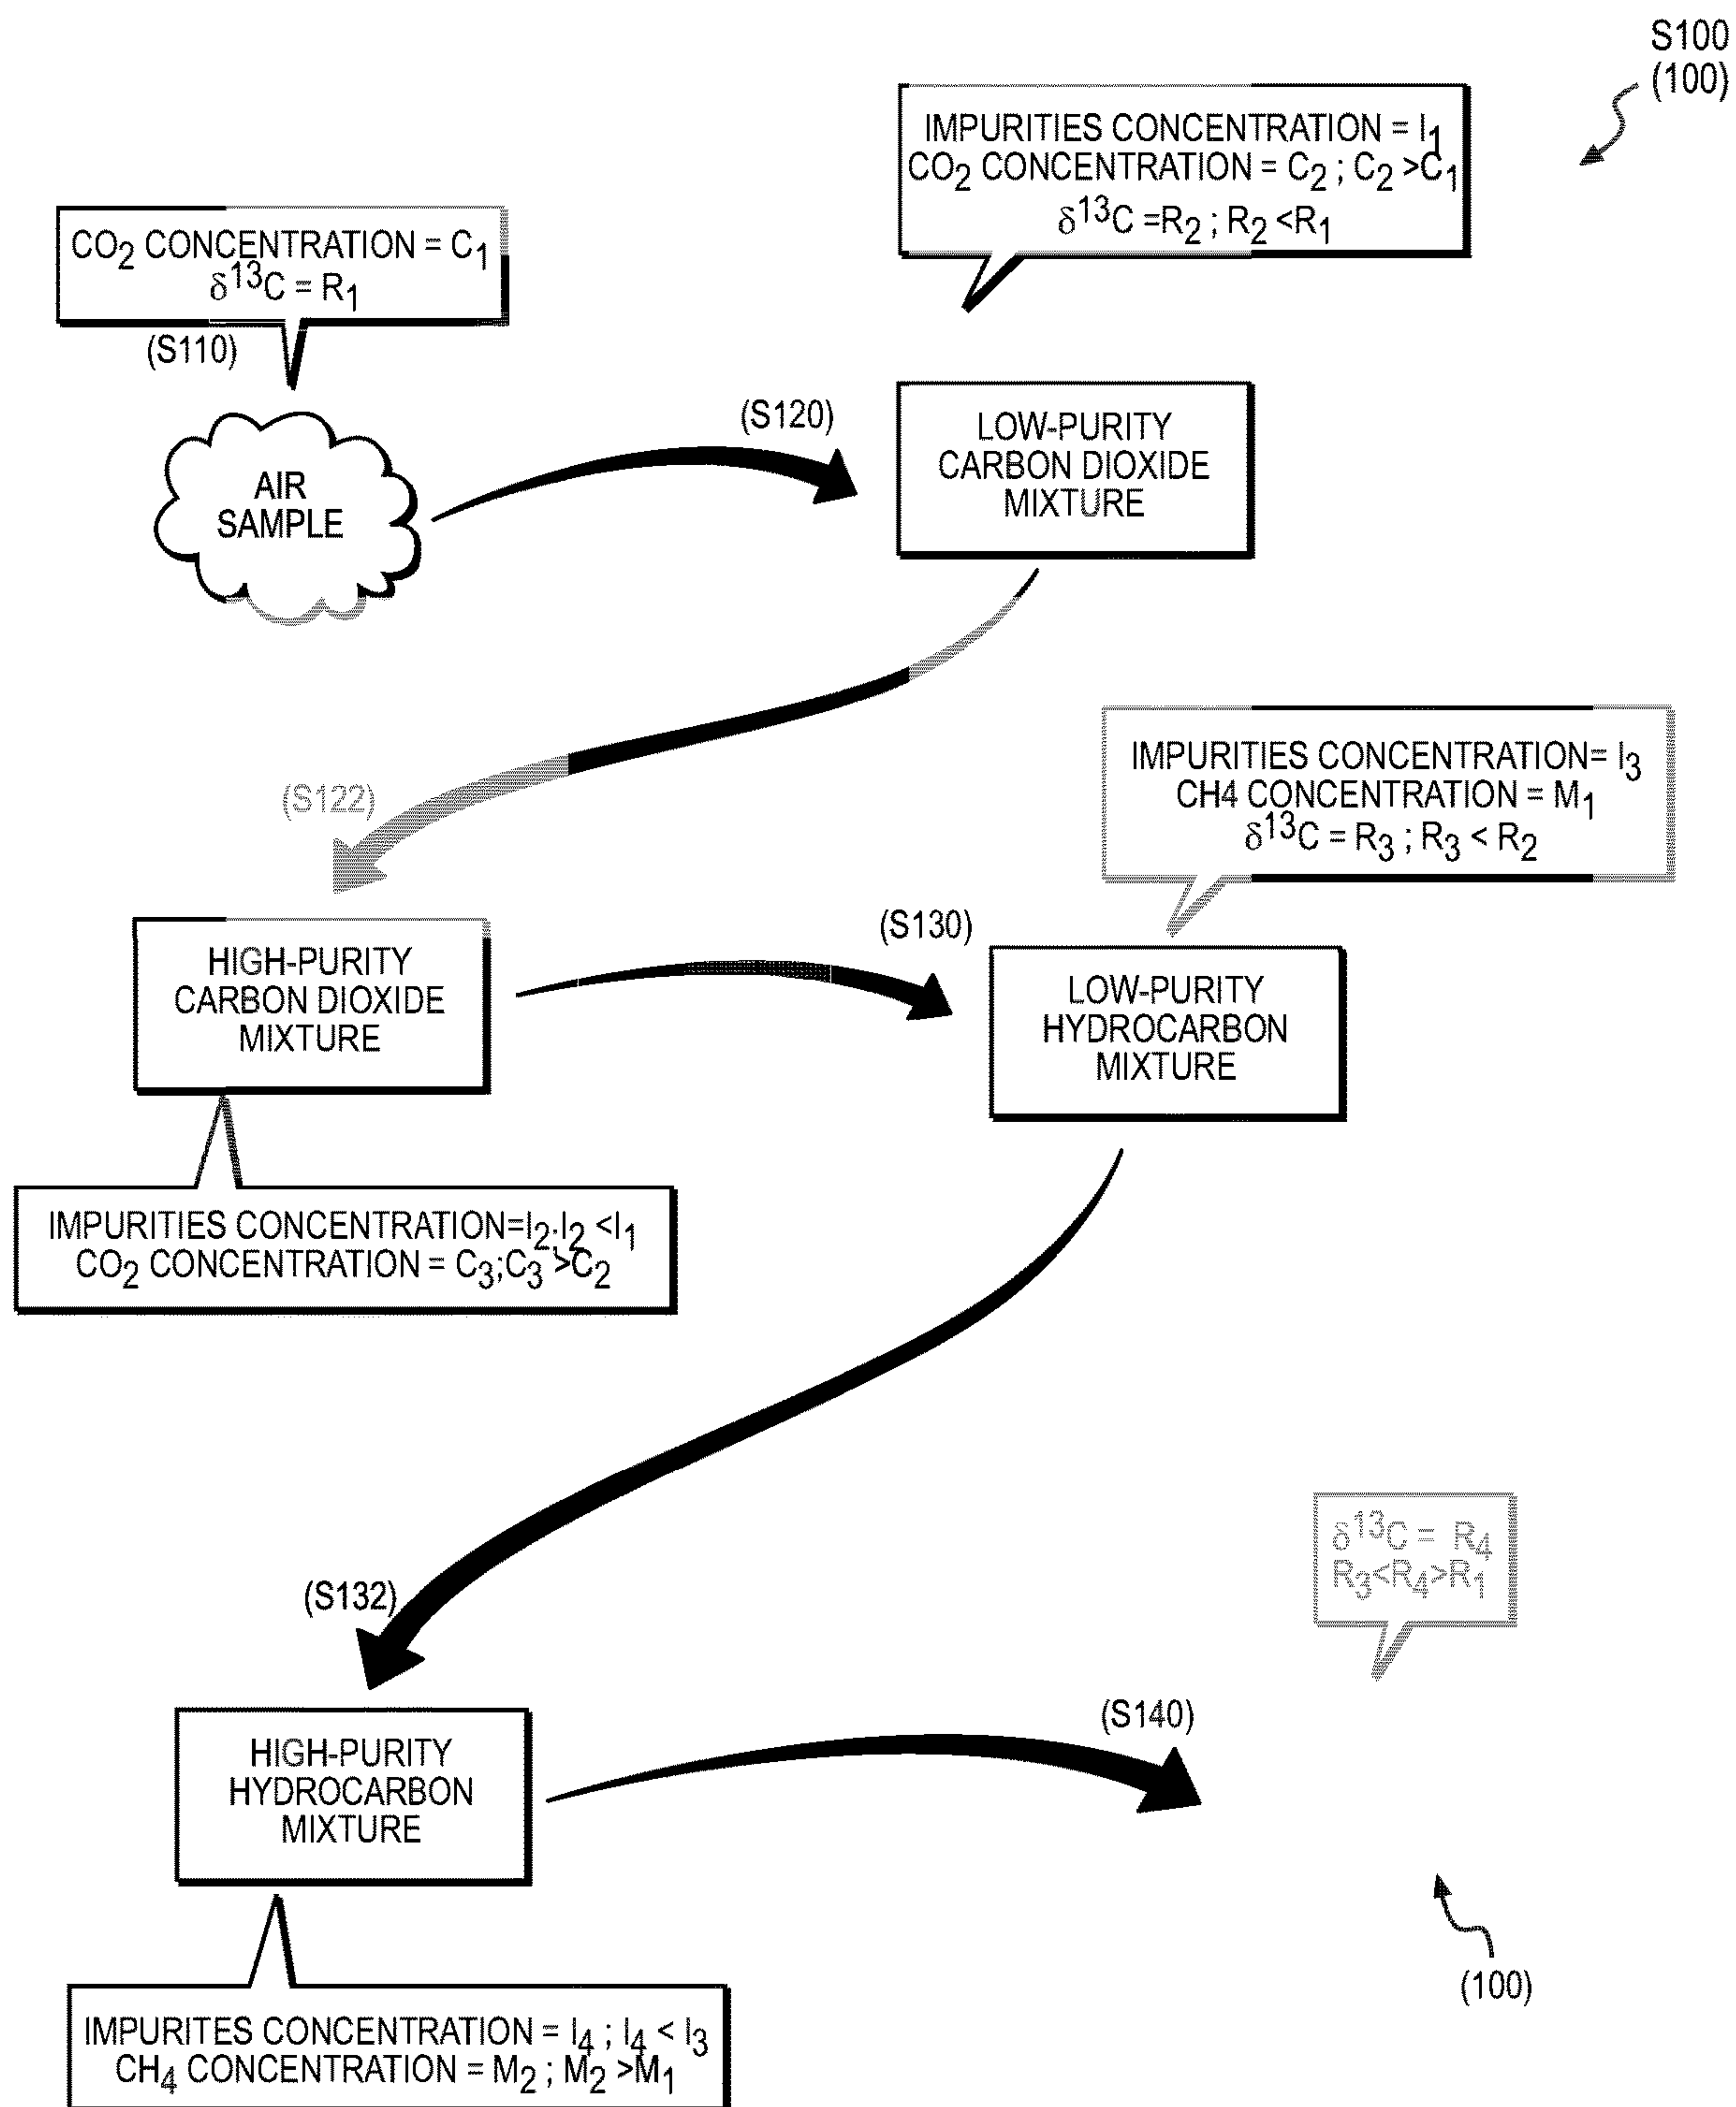 S100
(100)
IMPURITIES CONCENTRATION = I₁
CO₂ CONCENTRATION = C₂ ; C₂ >C₁
δ¹³C =R₂ ; R₂ <R₁
CO₂ CONCENTRATION = C₁
δ¹³C = R₁
(S110)
AIR
SAMPLE
(S120)
LOW-PURITY
CARBON DIOXIDE
MIXTURE
(S122)
IMPURITIES CONCENTRATION= I₃
CH4 CONCENTRATION = M₁
δ¹³C = R₃ ; R₃ < R₂
HIGH-PURITY
CARBON DIOXIDE
MIXTURE
(S130)
LOW-PURITY
HYDROCARBON
MIXTURE
IMPURITIES CONCENTRATION=I₂;I₂ <I₁
CO₂ CONCENTRATION = C₃;C₃ >C₂
δ¹³C = R₄
R₃<R₄>R₁
(S132)
HIGH-PURITY
HYDROCARBON
MIXTURE
(S140)
(100)
IMPURITES CONCENTRATION = I₄ ; I₄ < I₃
CH₄ CONCENTRATION = M₂ ; M₂ >M₁